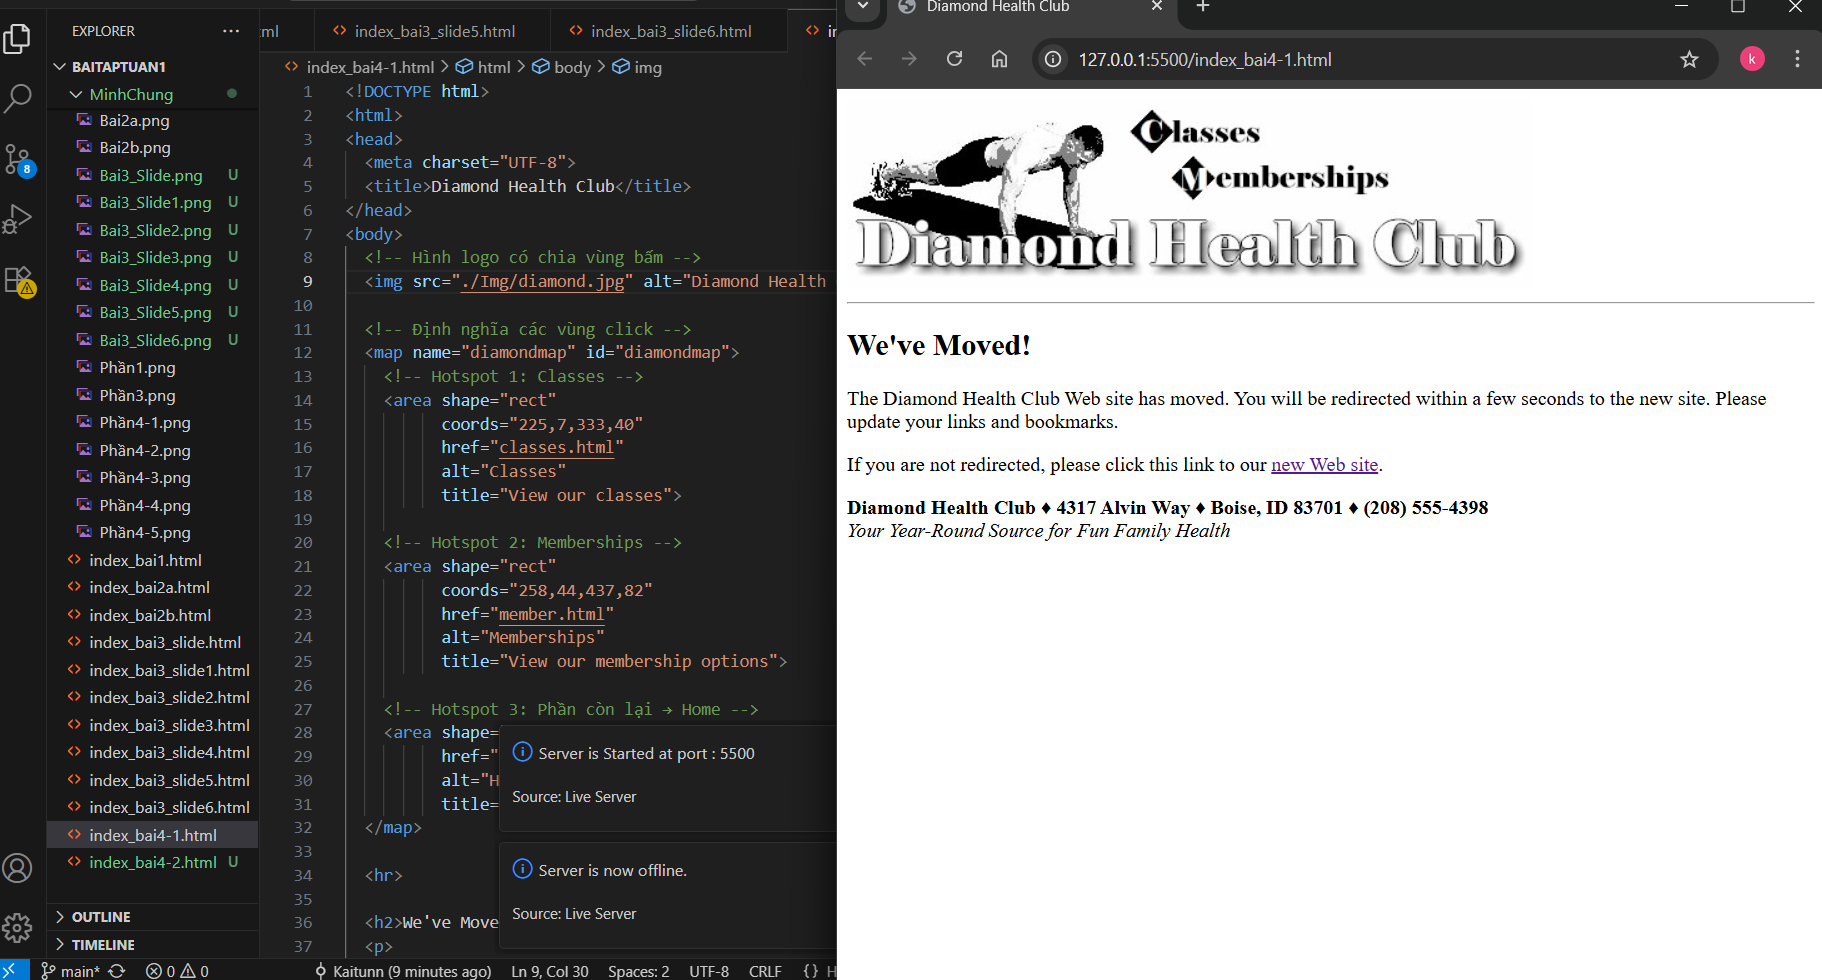 EXPLORER
BAITAPTUAN1
MinhChung
Bai2a.png
Bai2b.png
Bai3_Slide.png U
Bai3_Slide1.png U
Bai3_Slide2.png U
Bai3_Slide3.png U
Bai3_Slide4.png U
Bai3_Slide5.png U
Bai3_Slide6.png U
Phần1.png
Phần3.png
Phần4-1.png
Phần4-2.png
Phần4-3.png
Phần4-4.png
Phần4-5.png
index_bai1.html
index_bai2a.html
index_bai2b.html
index_bai3_slide.html
index_bai3_slide1.html
index_bai3_slide2.html
index_bai3_slide3.html
index_bai3_slide4.html
index_bai3_slide5.html
index_bai3_slide6.html
index_bai4-1.html
index_bai4-2.html U
OUTLINE
TIMELINE
8
ml index_bai3_slide5.html index_bai3_slide6.html in
index_bai4-1.html > html > body > img
1 <!DOCTYPE html>
2 <html>
3 <head>
4 <meta charset="UTF-8">
5 <title>Diamond Health Club</title>
6 </head>
7 <body>
8 <!-- Hình logo có chia vùng bấm -->
9 <img src="./Img/diamond.jpg" alt="Diamond Health
10
11 <!-- Định nghĩa các vùng click -->
12 <map name="diamondmap" id="diamondmap">
13 <!-- Hotspot 1: Classes -->
14 <area shape="rect"
15 coords="225,7,333,40"
16 href="classes.html"
17 alt="Classes"
18 title="View our classes">
19
20 <!-- Hotspot 2: Memberships -->
21 <area shape="rect"
22 coords="258,44,437,82"
23 href="member.html"
24 alt="Memberships"
25 title="View our membership options">
26
27 <!-- Hotspot 3: Phần còn lại → Home -->
28 <area shape=
29 href="
30 alt="H
31 title=
32 </map>
33
34 <hr>
35
36 <h2>We've Move
37 <p>
Server is Started at port : 5500
Source: Live Server
Server is now offline.
Source: Live Server
main* 0 0 Kaitunn (9 minutes ago) Ln 9, Col 30 Spaces: 2 UTF-8 CRLF {} H
Diamond Health Club
127.0.0.1:5500/index_bai4-1.html
k
Classes
Memberships
Diamond Health Club
We've Moved!
The Diamond Health Club Web site has moved. You will be redirected within a few seconds to the new site. Please
update your links and bookmarks.
If you are not redirected, please click this link to our new Web site.
Diamond Health Club ♦ 4317 Alvin Way ♦ Boise, ID 83701 ♦ (208) 555-4398
Your Year-Round Source for Fun Family Health